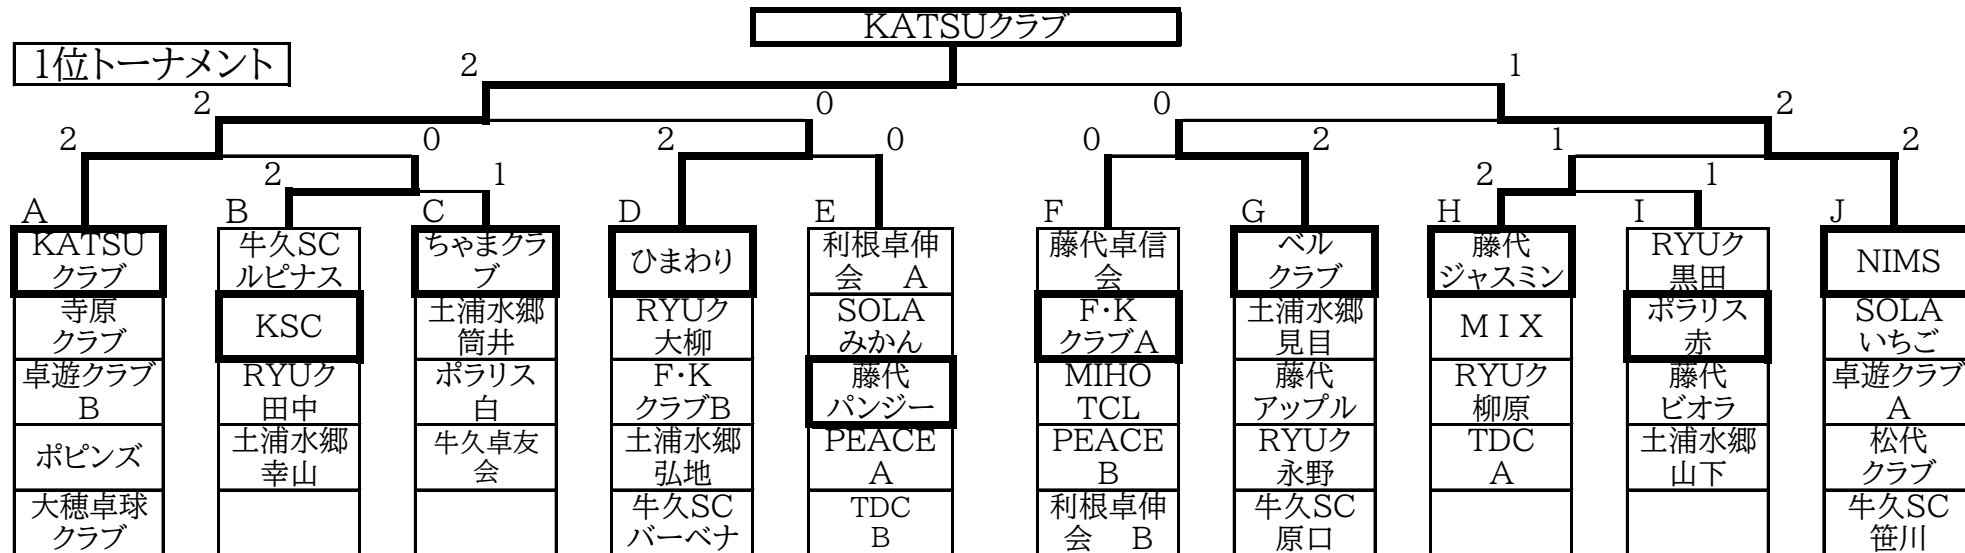 KATSUクラブ
1位トーナメント
2 1
2 0 0 2
2 0 2 0 0 2 1 2
2 1 2 1
A B C D E F G H I J
KATSU 牛久SC ちゃまクラ ひまわり 利根卓伸 藤代卓信 ベル 藤代 RYUク NIMS
クラブ ルピナス ブ 会 A 会 クラブ ジャスミン 黒田
寺原 KSC 土浦水郷 RYUク SOLA F・K 土浦水郷 MIX ポラリス SOLA
クラブ 筒井 大柳 みかん クラブA 見目 赤 いちご
卓遊クラブ RYUク ポラリス F・K 藤代 MIHO 藤代 RYUク 藤代 卓遊クラブ
B 田中 白 クラブB パンジー TCL アップル 柳原 ビオラ A
ポピンズ 土浦水郷 牛久卓友 土浦水郷 PEACE PEACE RYUク TDC 土浦水郷 松代
幸山 会 弘地 A B 永野 A 山下 クラブ
大穂卓球 牛久SC TDC 利根卓伸 牛久SC 牛久SC
クラブ バーベナ B 会 B 原口 笹川